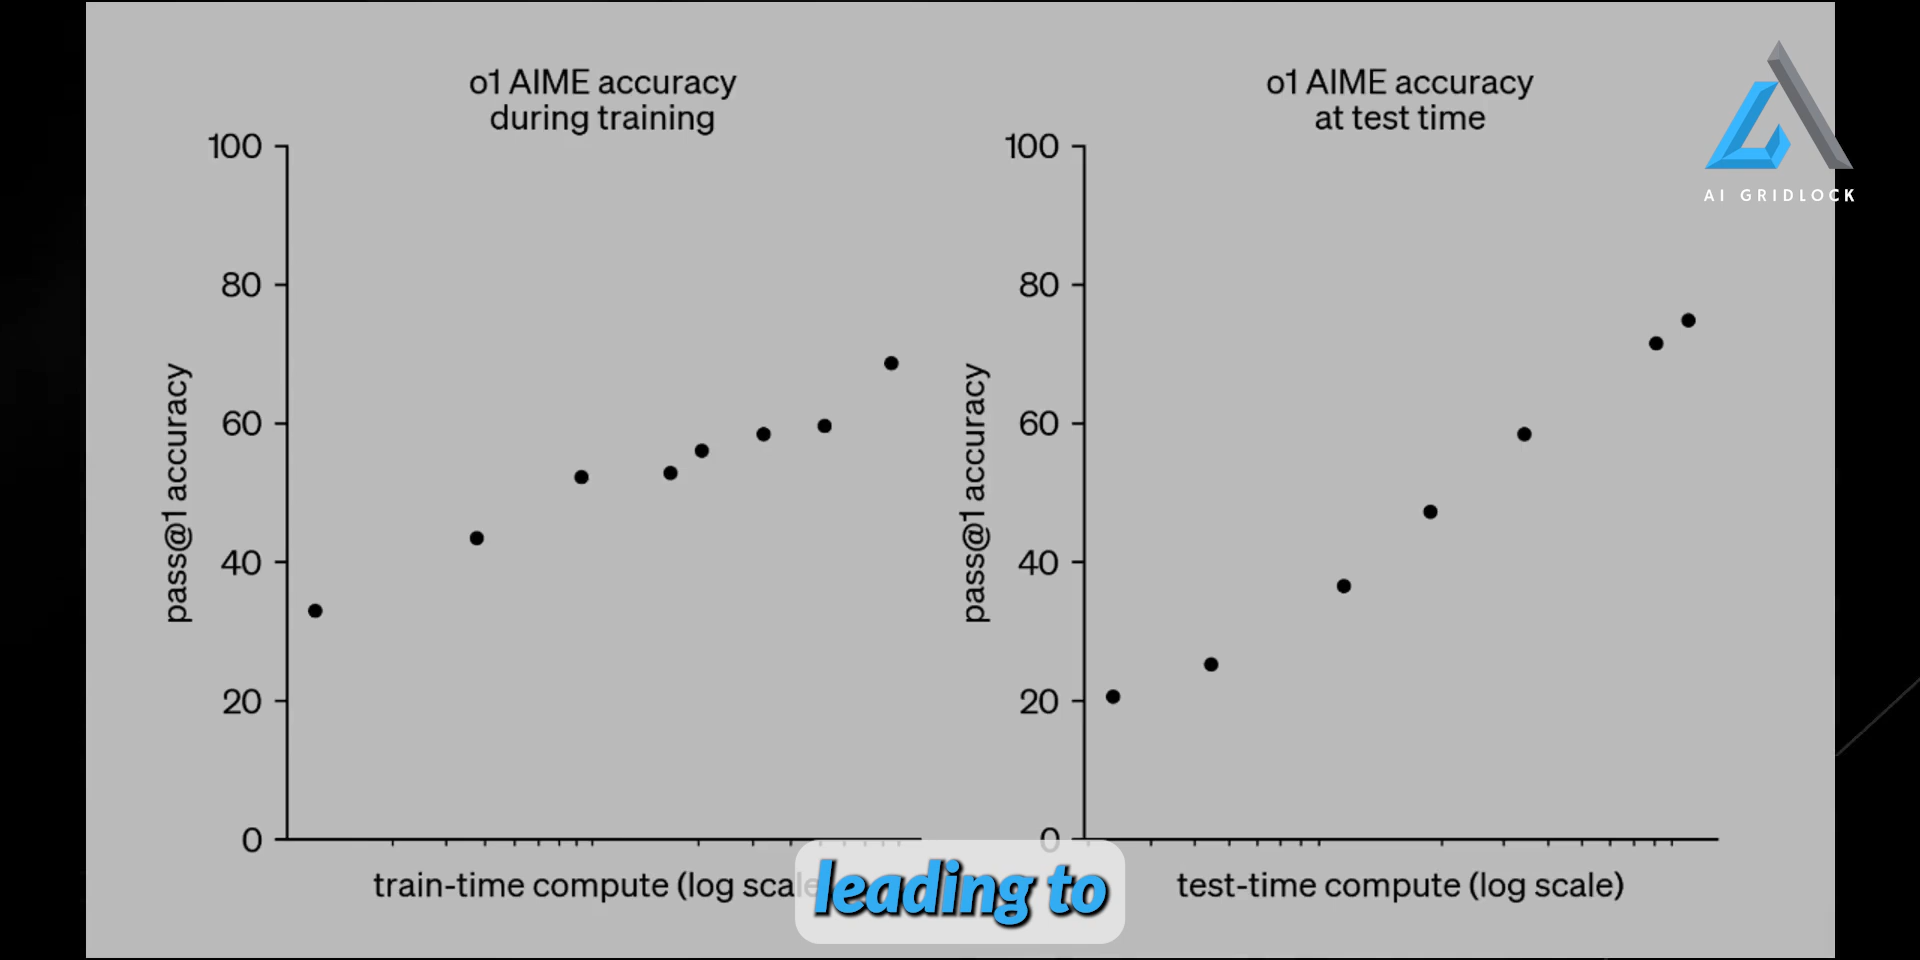 o1 AIME accuracy
during training
100
80
60
40
20
0
pass@1 accuracy
train-time compute (log scale
o1 AIME accuracy
at test time
100
80
60
40
20
0
pass@1 accuracy
test-time compute (log scale)
AI GRIDLOCK
leading to